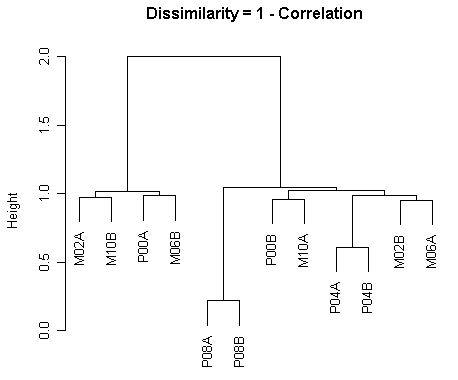 Dissimilarity = 1 - Correlation
Height
2.0
1.5
1.0
0.5
0.0
M02A
M10B
P00A
M06B
P08A
P08B
P00B
M10A
P04A
P04B
M02B
M06A